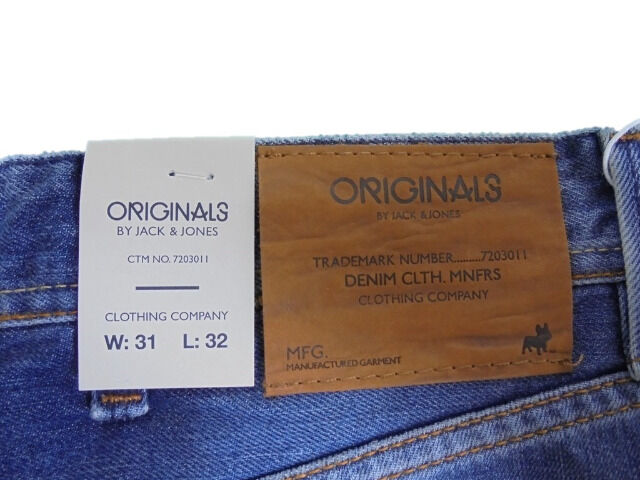 ORIGINALS
BY JACK & JONES
CTM NO. 7203011
CLOTHING COMPANY
W: 31 L: 32
ORIGINALS
BY JACK & JONES
TRADEMARK NUMBER.........7203011
DENIM CLTH. MNFRS
CLOTHING COMPANY
MFG.
MANUFACTURED GARMENT